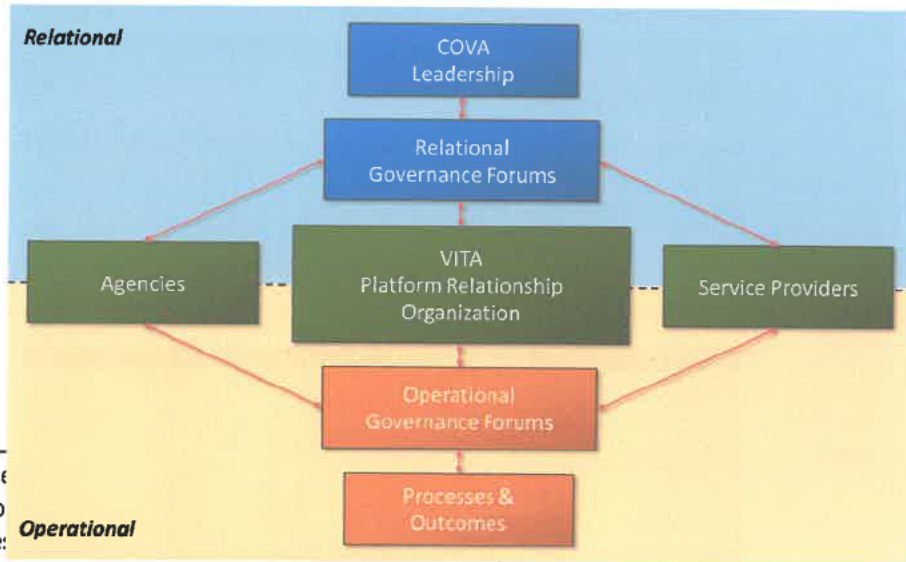 Relational
COVA
Leadership
Relational
Governance Forums
Agencies
VITA
Platform Relationship
Organization
Service Providers
Operational
Governance Forums
Processes &
Outcomes
Operational